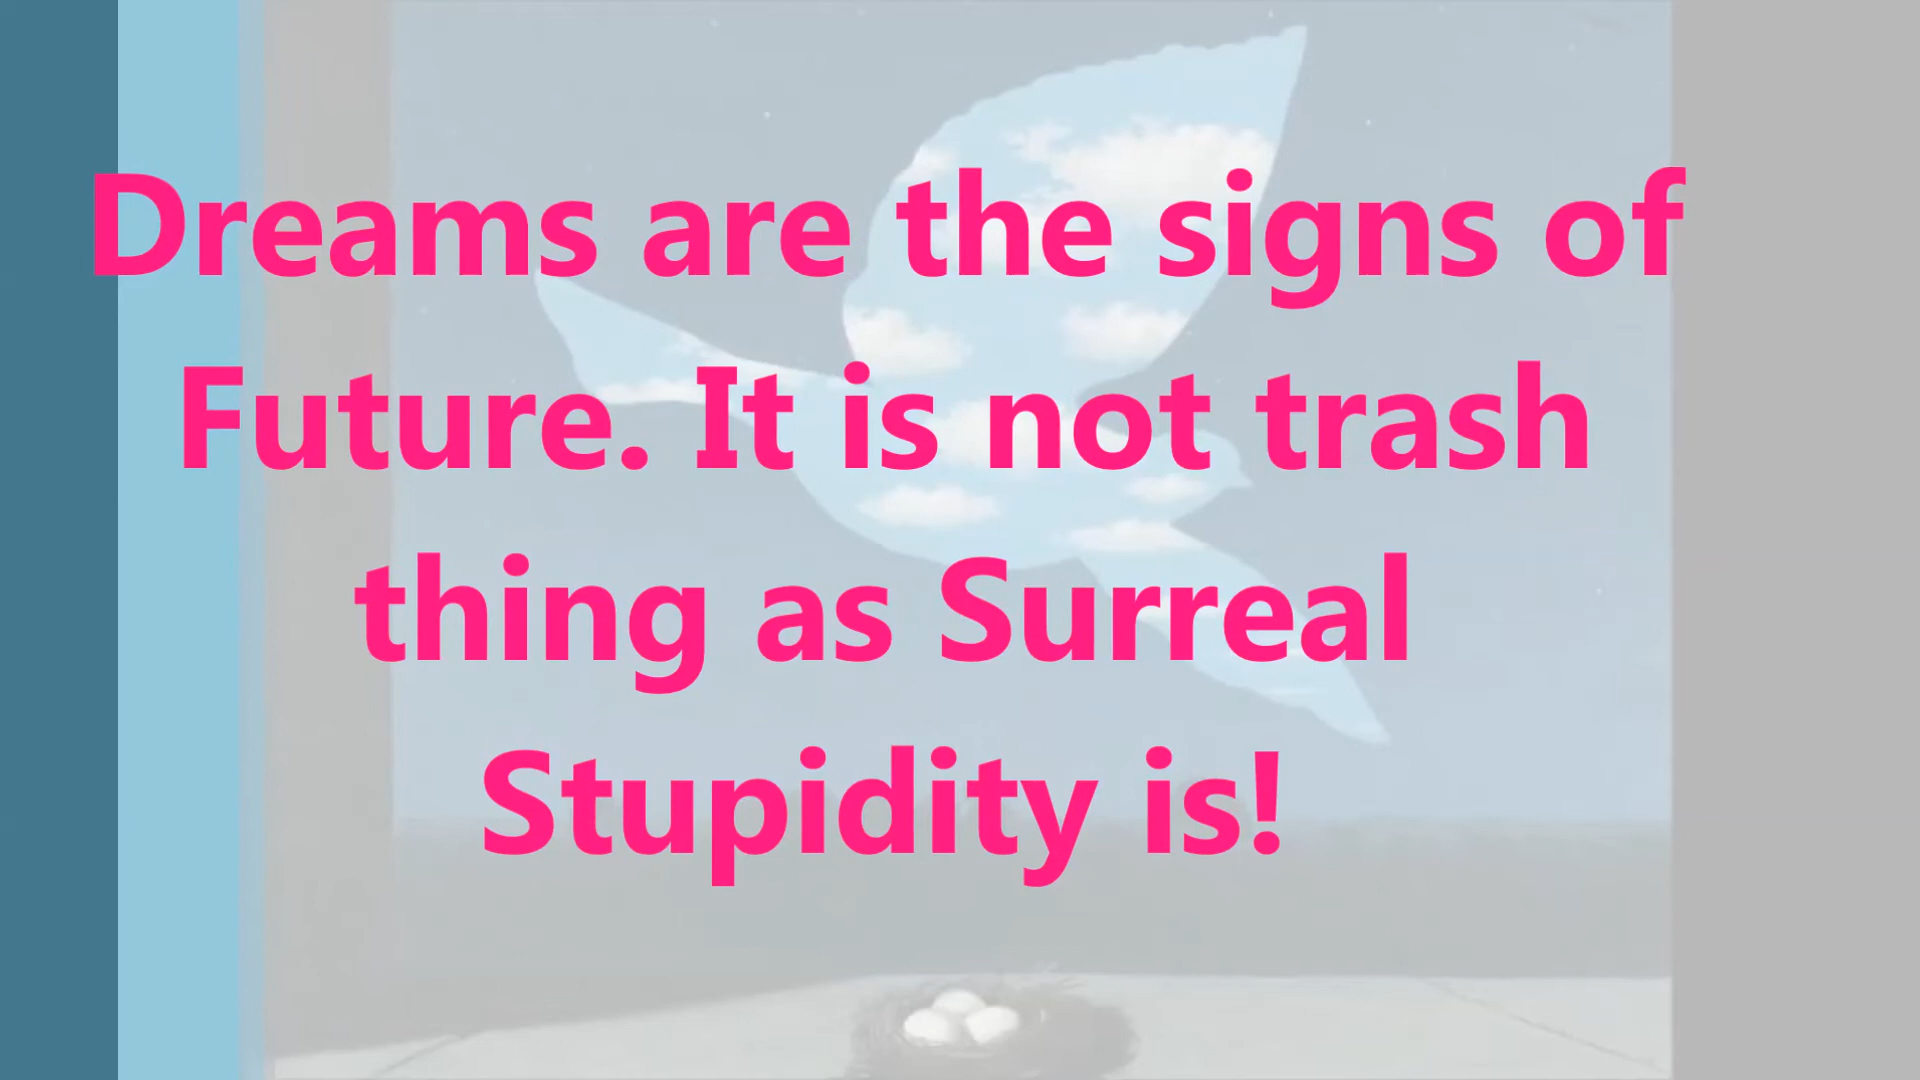 Dreams are the signs of
Future. It is not trash
thing as Surreal
Stupidity is!